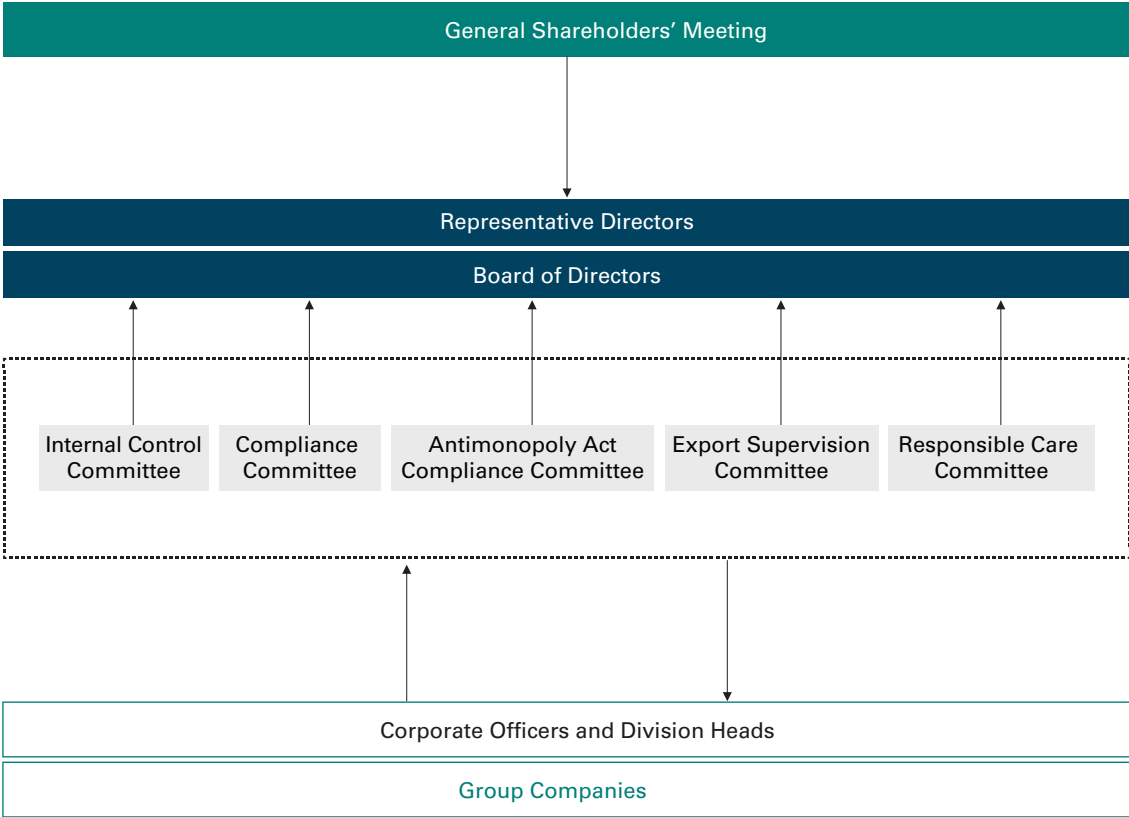 General Shareholders’ Meeting
Representative Directors
Board of Directors
Internal Control
Committee
Compliance
Committee
Antimonopoly Act
Compliance Committee
Export Supervision
Committee
Responsible Care
Committee
Corporate Officers and Division Heads
Group Companies